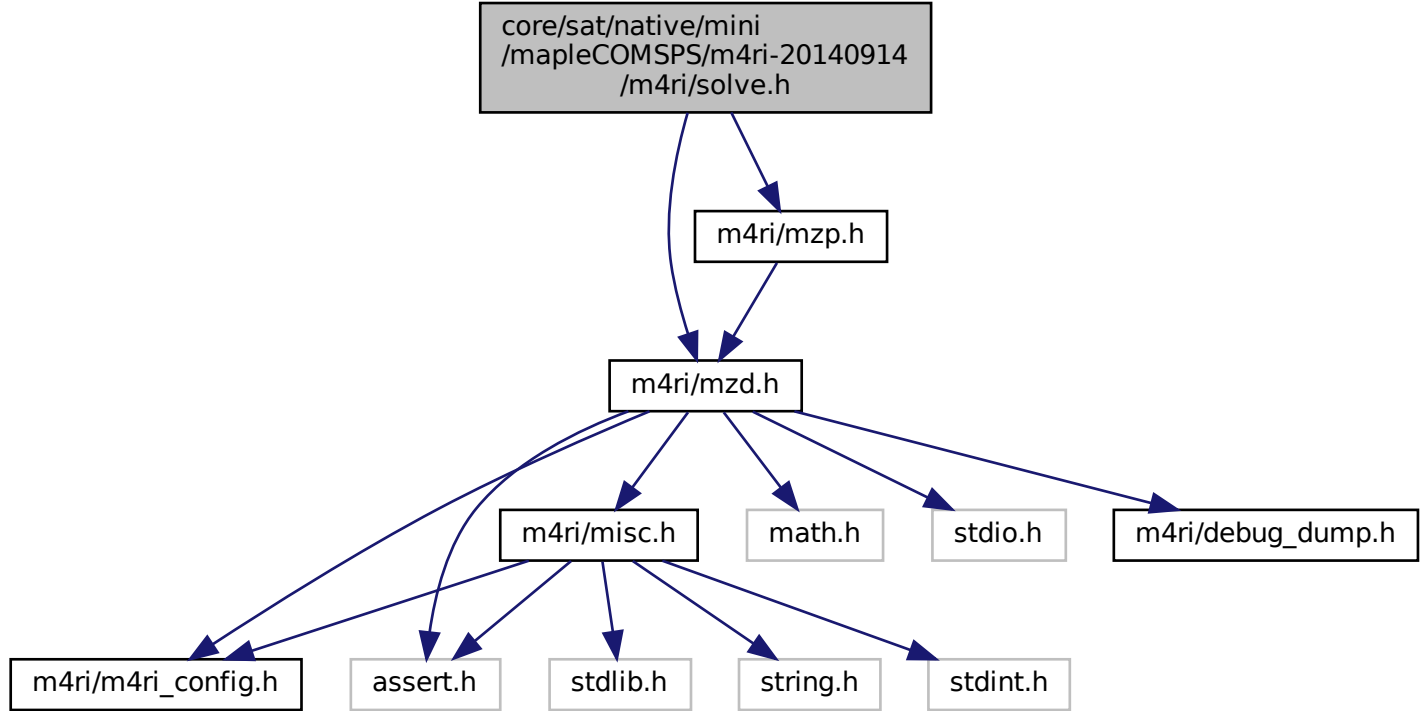 core/sat/native/mini
/mapleCOMSPS/m4ri-20140914
/m4ri/solve.h
m4ri/mzp.h
m4ri/mzd.h
m4ri/misc.h
math.h
stdio.h
m4ri/debug_dump.h
m4ri/m4ri_config.h
assert.h
stdlib.h
string.h
stdint.h